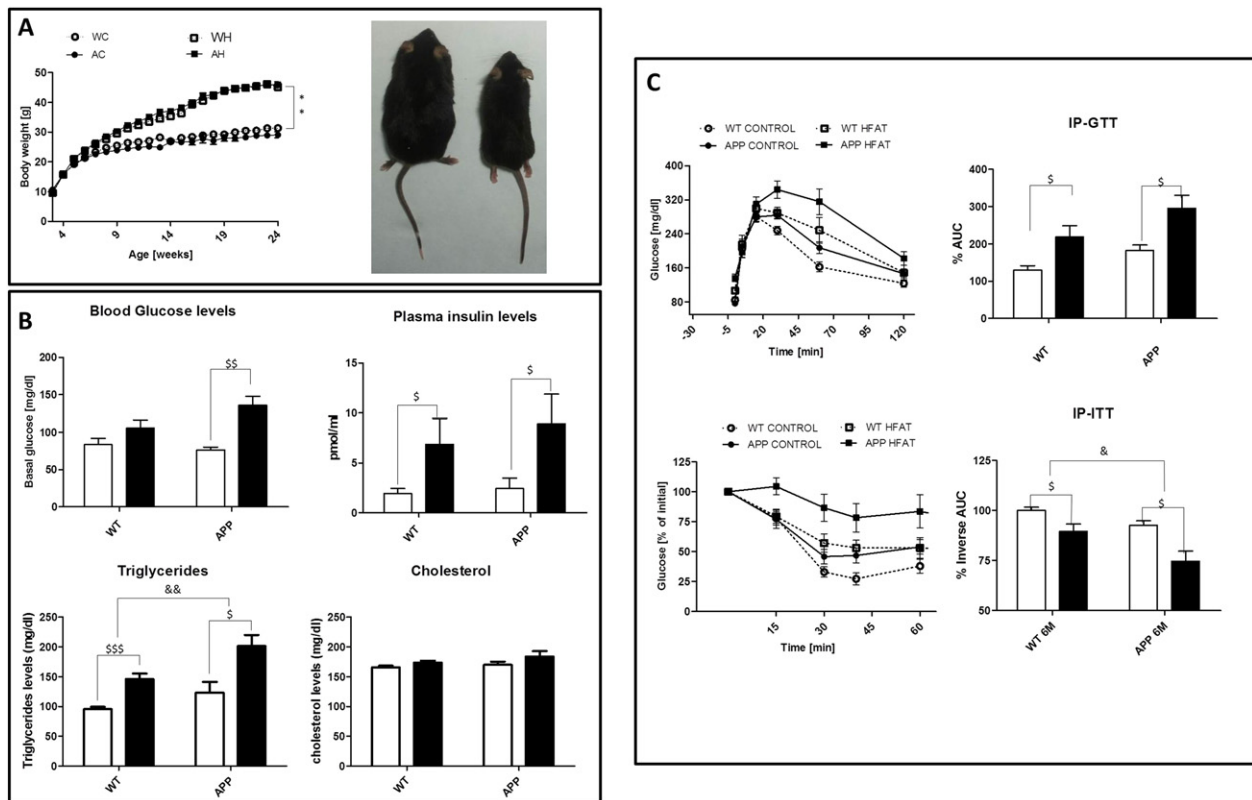 A
WC WH
AC AH
Body weight [g]
50
40
30
20
10
0
4 9 14 19 24
Age [weeks]
* *
B
Blood Glucose levels
Basal glucose [mg/dl]
200
150
100
50
0
$$
WT APP
Plasma insulin levels
pmol/ml
15
10
5
0
$ $
WT APP
Triglycerides
Triglycerides levels (mg/dl)
250
200
150
100
50
0
&&
$$$ $
WT APP
Cholesterol
cholesterol levels (mg/dl)
250
200
150
100
50
0
WT APP
C
WT CONTROL WT HFAT
APP CONTROL APP HFAT
Glucose [mg/dl]
400
320
240
160
80
-30 -5 20 45 70 95 120
Time [min]
IP-GTT
% AUC
400
300
200
100
0
$ $
WT APP
WT CONTROL WT HFAT
APP CONTROL APP HFAT
Glucose [% of initial]
125
100
75
50
25
0
15 30 45 60
Time [min]
IP-ITT
% Inverse AUC
125
100
75
50
&
$ $
WT 6M APP 6M